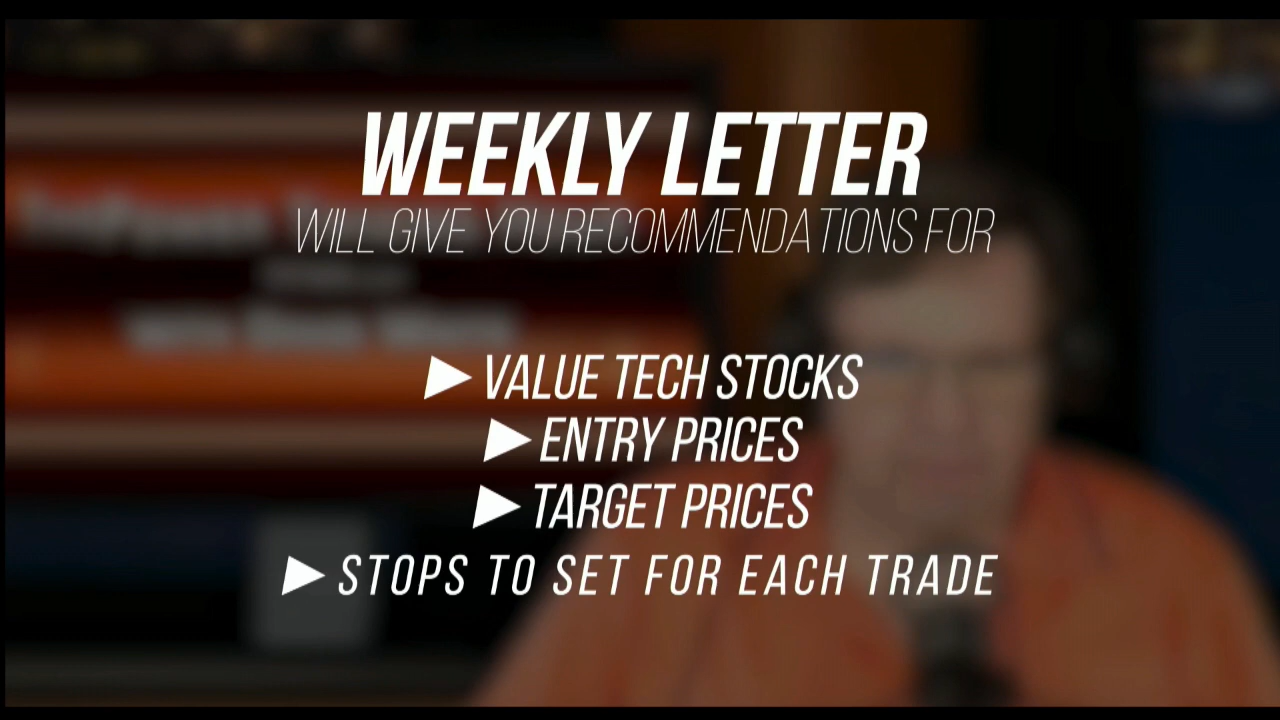 WEEKLY LETTER
WILL GIVE YOU RECOMMENDATIONS FOR
▶ VALUE TECH STOCKS
▶ ENTRY PRICES
▶ TARGET PRICES
▶ STOPS TO SET FOR EACH TRADE